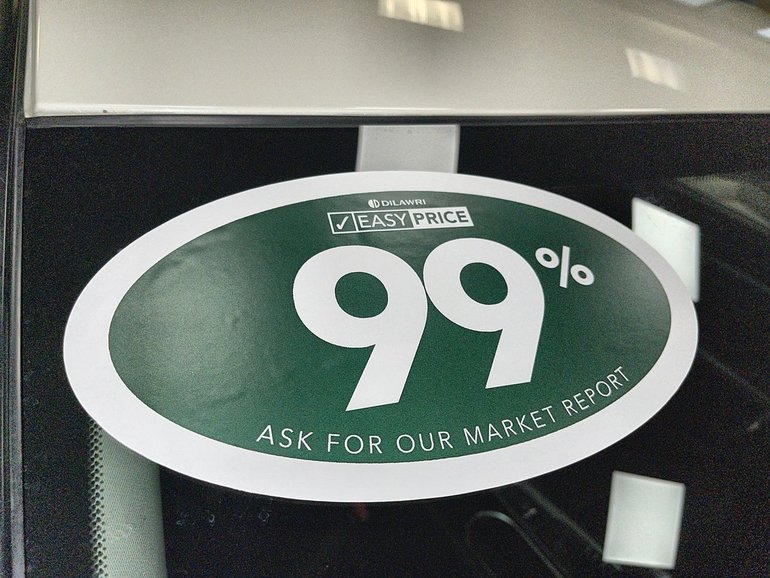 DILAWRI
✓ EASY PRICE
99%
ASK FOR OUR MARKET REPORT